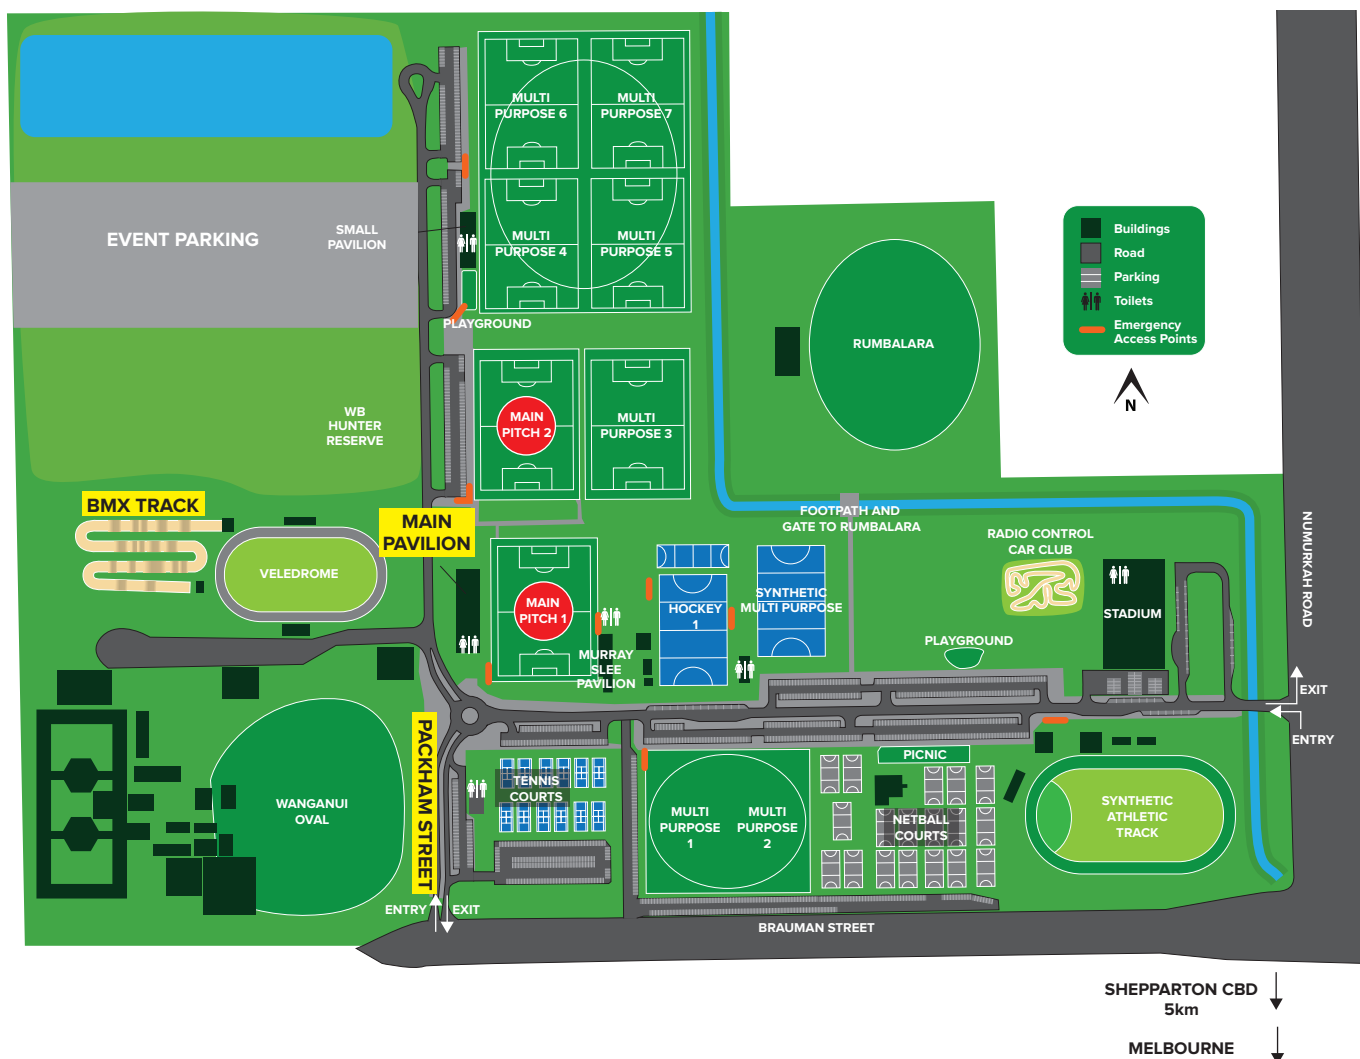 MULTI
PURPOSE 6
MULTI
PURPOSE 7
EVENT PARKING
SMALL
PAVILION
MULTI
PURPOSE 4
MULTI
PURPOSE 5
PLAYGROUND
Buildings
Road
Parking
Toilets
Emergency
Access Points
N
RUMBALARA
WB
HUNTER
RESERVE
MAIN
PITCH 2
MULTI
PURPOSE 3
BMX TRACK
MAIN
PAVILION
FOOTPATH AND
GATE TO RUMBALARA
NUMURKAH ROAD
RADIO CONTROL
CAR CLUB
VELEDROME
MAIN
PITCH 1
HOCKEY
1
SYNTHETIC
MULTI PURPOSE
STADIUM
MURRAY
SLEE
PAVILION
PLAYGROUND
EXIT
ENTRY
PACKHAM STREET
PICNIC
TENNIS
COURTS
WANGANUI
OVAL
MULTI
PURPOSE
1
MULTI
PURPOSE
2
NETBALL
COURTS
SYNTHETIC
ATHLETIC
TRACK
ENTRY
EXIT
BRAUMAN STREET
SHEPPARTON CBD
5km
MELBOURNE